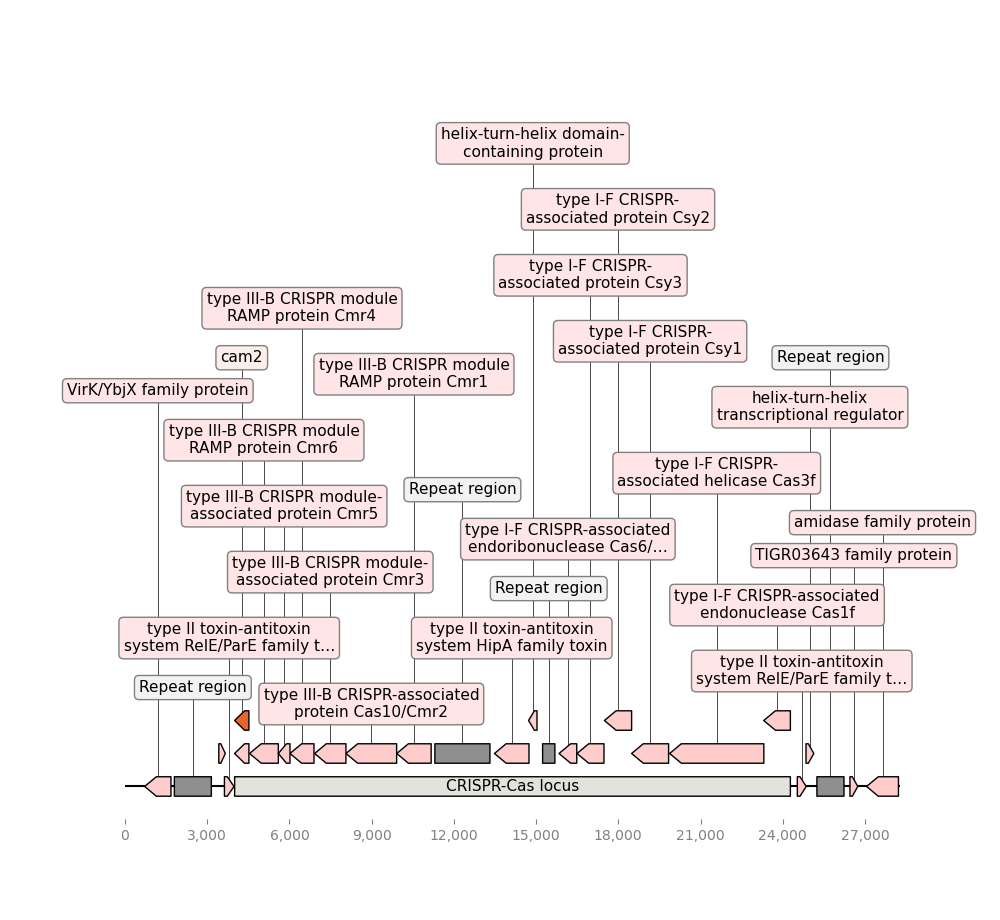 helix-turn-helix domain-
containing protein
type I-F CRISPR-
associated protein Csy2
type I-F CRISPR-
associated protein Csy3
type III-B CRISPR module
RAMP protein Cmr4
type I-F CRISPR-
associated protein Csy1
cam2
Repeat region
type III-B CRISPR module
RAMP protein Cmr1
VirK/YbjX family protein
helix-turn-helix
transcriptional regulator
type III-B CRISPR module
RAMP protein Cmr6
type I-F CRISPR-
associated helicase Cas3f
Repeat region
type III-B CRISPR module-
associated protein Cmr5
amidase family protein
type I-F CRISPR-associated
endoribonuclease Cas6/...
TIGR03643 family protein
type III-B CRISPR module-
associated protein Cmr3
Repeat region
type I-F CRISPR-associated
endonuclease Cas1f
type II toxin-antitoxin
system RelE/ParE family t...
type II toxin-antitoxin
system HipA family toxin
type II toxin-antitoxin
system RelE/ParE family t...
Repeat region
type III-B CRISPR-associated
protein Cas10/Cmr2
CRISPR-Cas locus
0 3,000 6,000 9,000 12,000 15,000 18,000 21,000 24,000 27,000